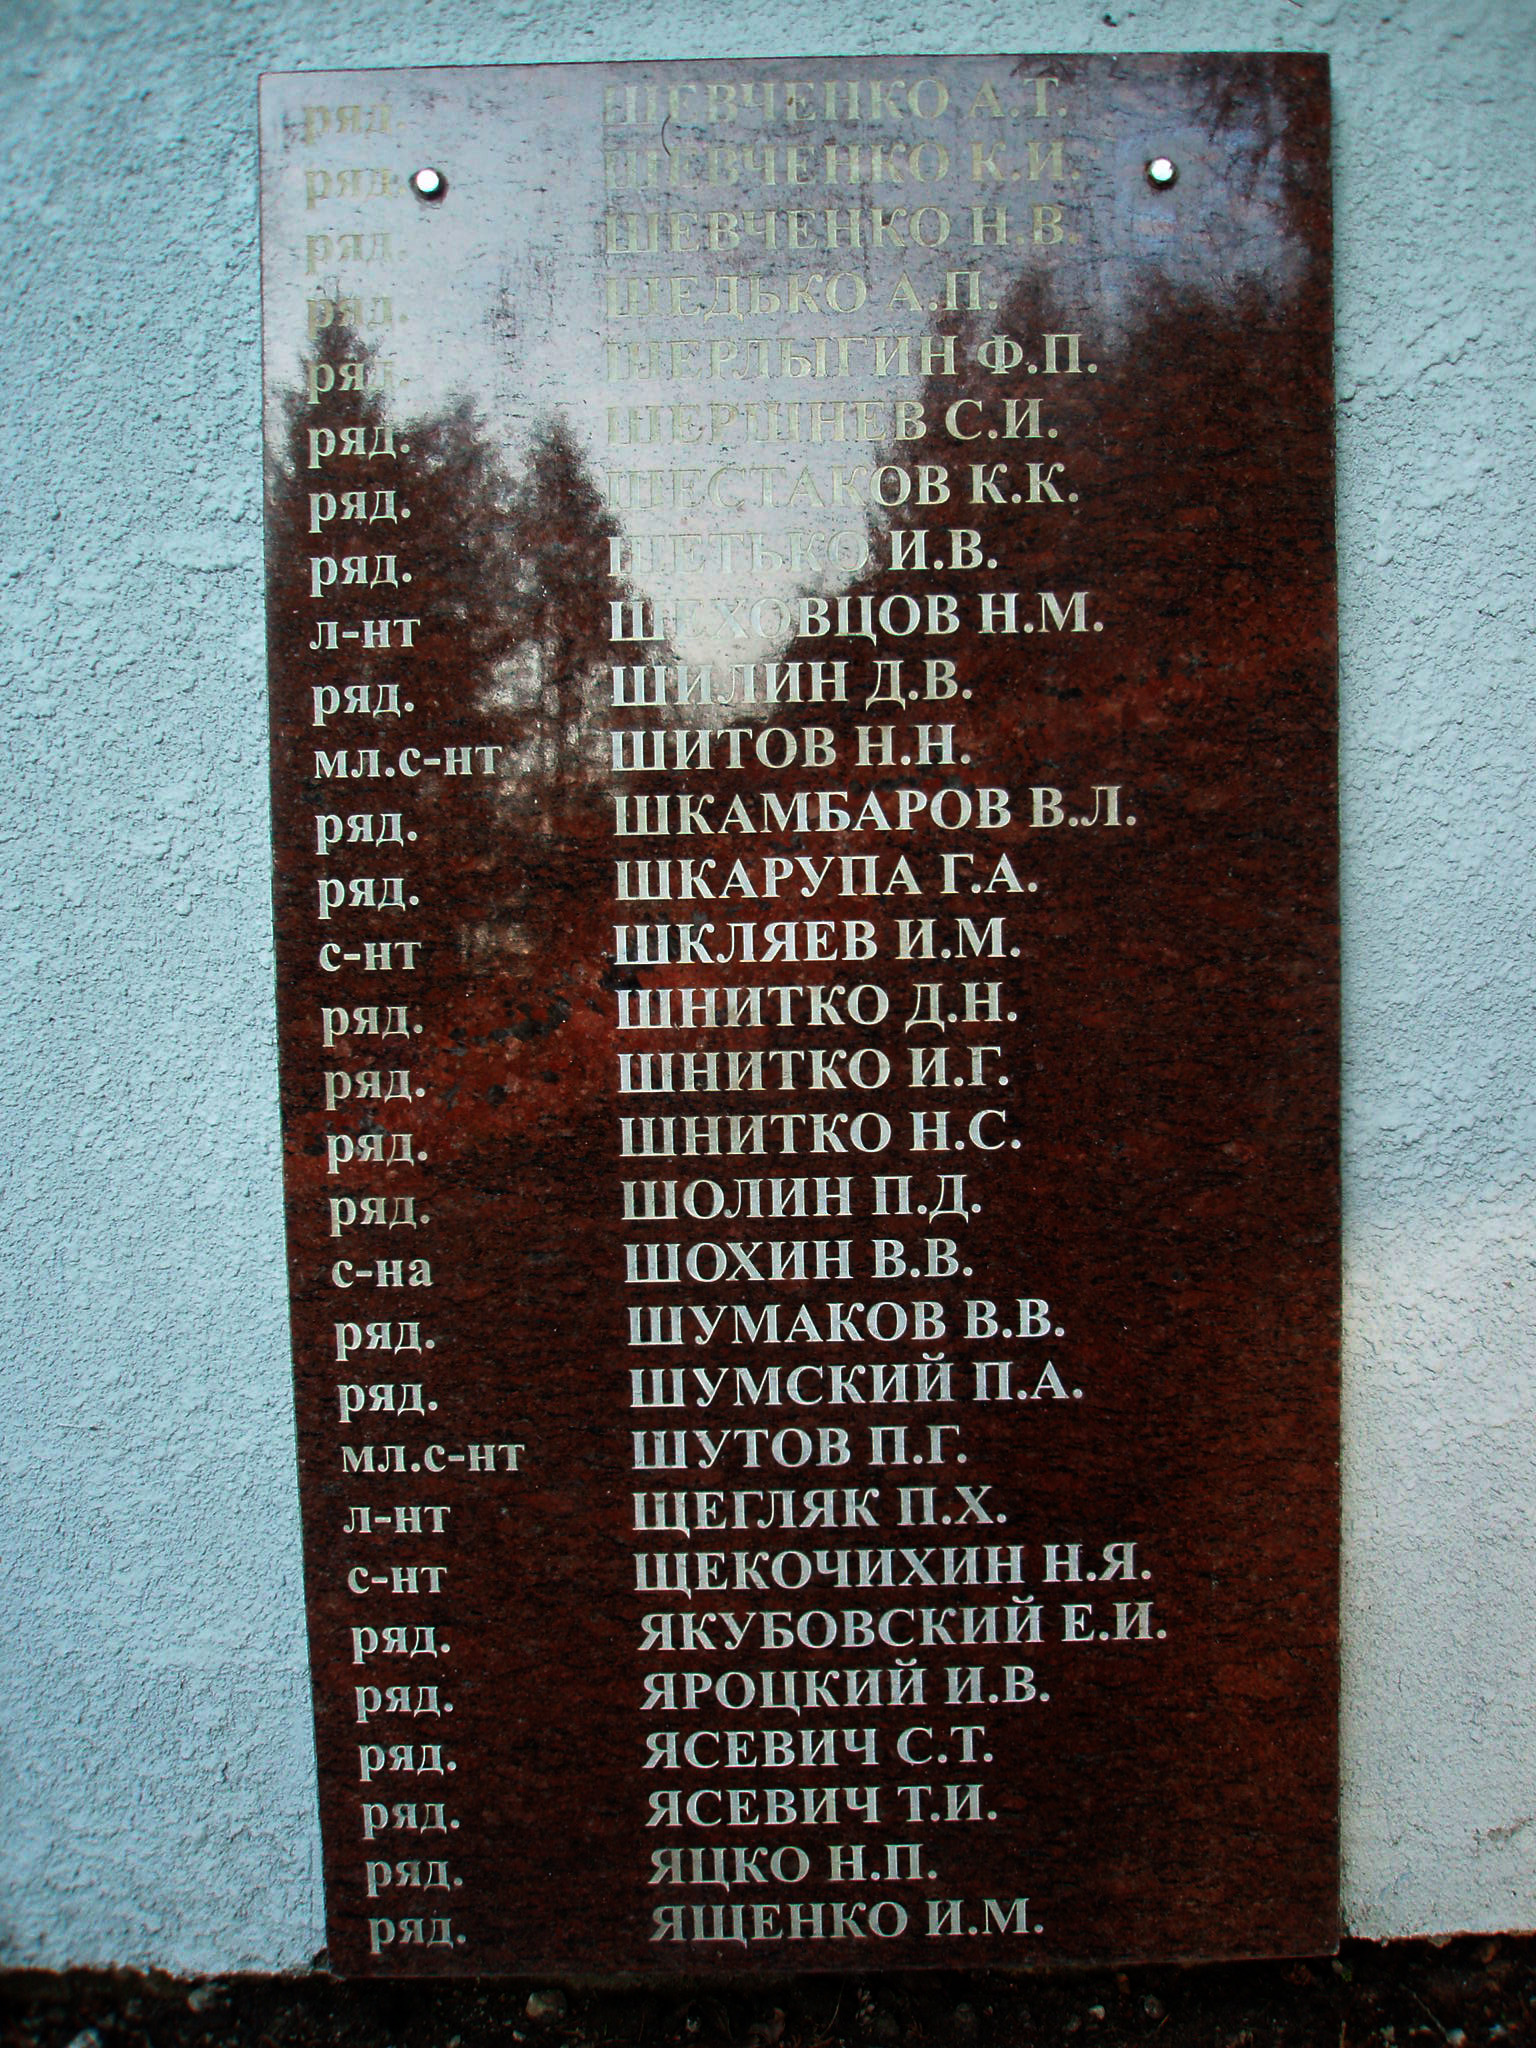 ряд. ШЕВЧЕНКО А.Т.
ряд. ШЕВЧЕНКО К.И.
ряд. ШЕВЧЕНКО Н.В.
ряд. ШЕДЬКО А.П.
ряд. ШЕРЛЫГИН Ф.П.
ряд. ШЕРШНЕВ С.И.
ряд. ШЕСТАКОВ К.К.
ряд. ШЕТЬКО И.В.
л-нт ШЕХОВЦОВ Н.М.
ряд. ШИЛИН Д.В.
мл.с-нт ШИТОВ Н.Н.
ряд. ШКАМБАРОВ В.Л.
ряд. ШКАРУПА Г.А.
с-нт ШКЛЯЕВ И.М.
ряд. ШНИТКО Д.Н.
ряд. ШНИТКО И.Г.
ряд. ШНИТКО Н.С.
ряд. ШОЛИН П.Д.
с-на ШОХИН В.В.
ряд. ШУМАКОВ В.В.
ряд. ШУМСКИЙ П.А.
мл.с-нт ШУТОВ П.Г.
л-нт ЩЕГЛЯК П.Х.
с-нт ЩЕКОЧИХИН Н.Я.
ряд. ЯКУБОВСКИЙ Е.И.
ряд. ЯРОЦКИЙ И.В.
ряд. ЯСЕВИЧ С.Т.
ряд. ЯСЕВИЧ Т.И.
ряд. ЯЦКО Н.П.
ряд. ЯЩЕНКО И.М.